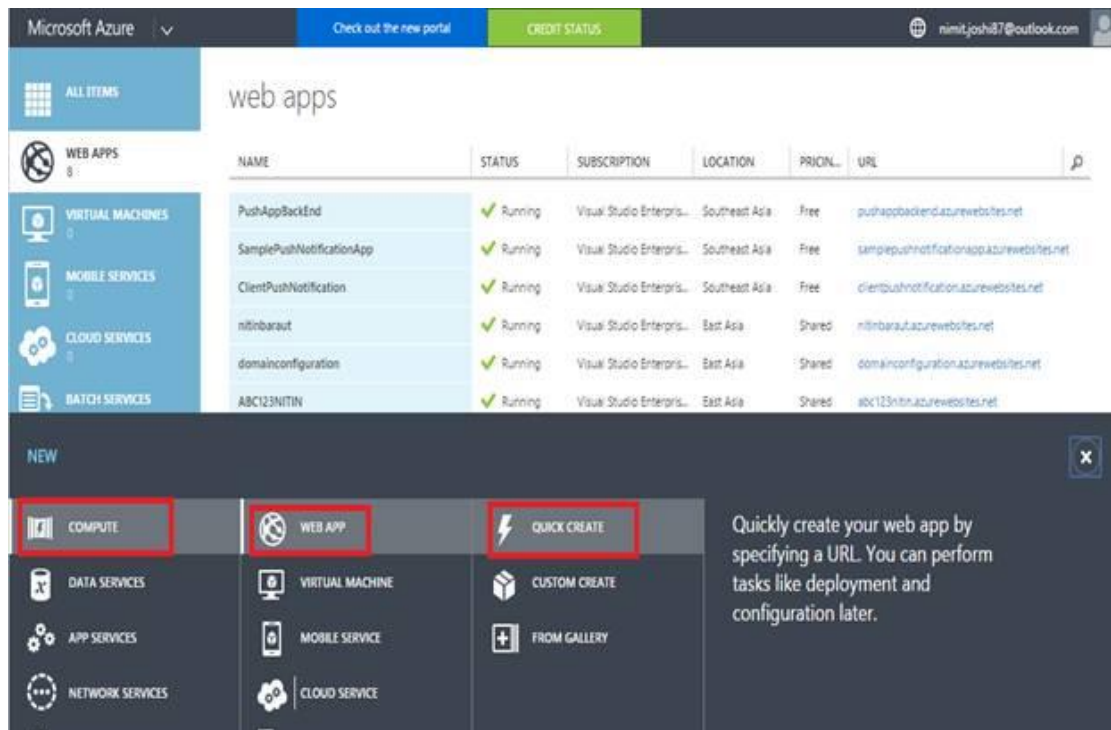 Microsoft Azure
Check out the new portal
CREDIT STATUS
nimit.joshi87@outlook.com
ALL ITEMS
WEB APPS
8
VIRTUAL MACHINES
0
MOBILE SERVICES
0
CLOUD SERVICES
0
BATCH SERVICES
web apps
NAME STATUS SUBSCRIPTION LOCATION PRICIN... URL
PushAppBackEnd Running Visual Studio Enterpris... Southeast Asia Free pushappbackend.azurewebsites.net
SamplePushNotificationApp Running Visual Studio Enterpris... Southeast Asia Free samplepushnotificationapp.azurewebsites.net
ClientPushNotification Running Visual Studio Enterpris... Southeast Asia Free clientpushnotification.azurewebsites.net
nitinbaraut Running Visual Studio Enterpris... East Asia Shared nitinbaraut.azurewebsites.net
domainconfiguration Running Visual Studio Enterpris... East Asia Shared domainconfiguration.azurewebsites.net
ABC123NITIN Running Visual Studio Enterpris... East Asia Shared abc123nitin.azurewebsites.net
NEW
COMPUTE
DATA SERVICES
APP SERVICES
NETWORK SERVICES
WEB APP
VIRTUAL MACHINE
MOBILE SERVICE
CLOUD SERVICE
QUICK CREATE
CUSTOM CREATE
FROM GALLERY
Quickly create your web app by
specifying a URL. You can perform
tasks like deployment and
configuration later.